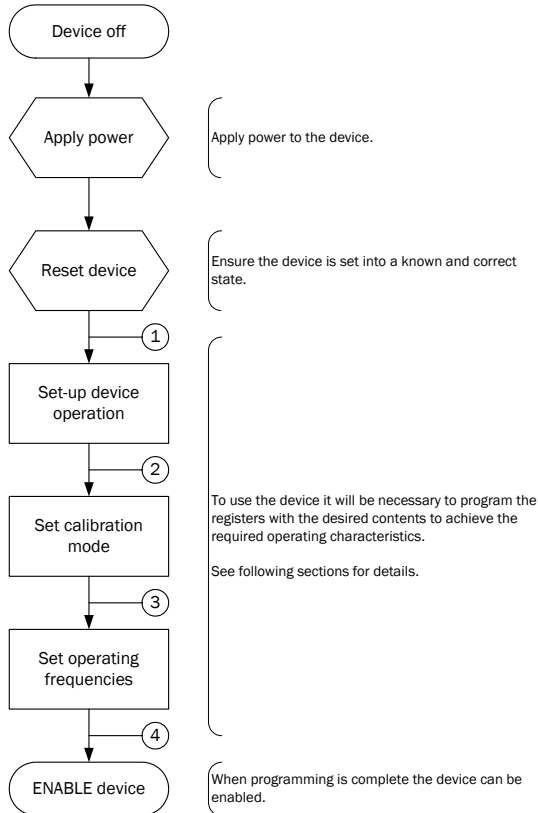 Device off
Apply power
Apply power to the device.
Reset device
Ensure the device is set into a known and correct
state.
1
Set-up device
operation
2
Set calibration
mode
To use the device it will be necessary to program the
registers with the desired contents to achieve the
required operating characteristics.
See following sections for details.
3
Set operating
frequencies
4
ENABLE device
When programming is complete the device can be
enabled.